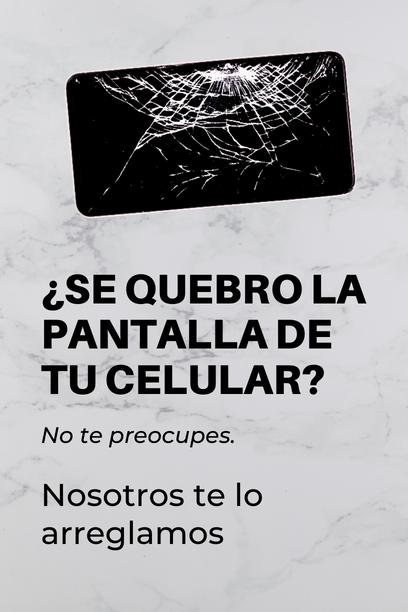 ¿SE QUEBRO LA
PANTALLA DE
TU CELULAR?
No te preocupes.
Nosotros te lo
arreglamos